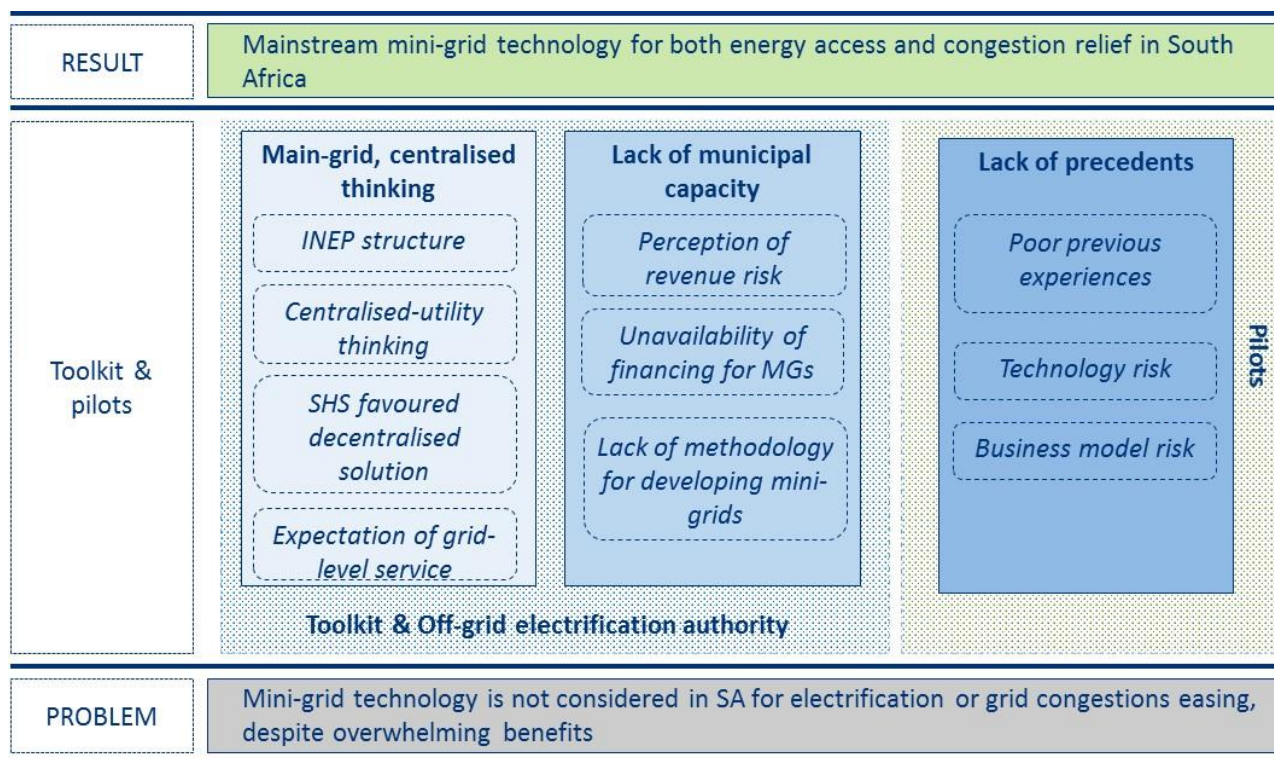 RESULT
Mainstream mini-grid technology for both energy access and congestion relief in South
Africa
Toolkit &
pilots
Main-grid, centralised
thinking
INEP structure
Centralised-utility
thinking
SHS favoured
decentralised
solution
Expectation of grid-
level service
Lack of municipal
capacity
Perception of
revenue risk
Unavailability of
financing for MGs
Lack of methodology
for developing mini-
grids
Toolkit & Off-grid electrification authority
Lack of precedents
Poor previous
experiences
Technology risk
Business model risk
Pilots
PROBLEM
Mini-grid technology is not considered in SA for electrification or grid congestions easing,
despite overwhelming benefits